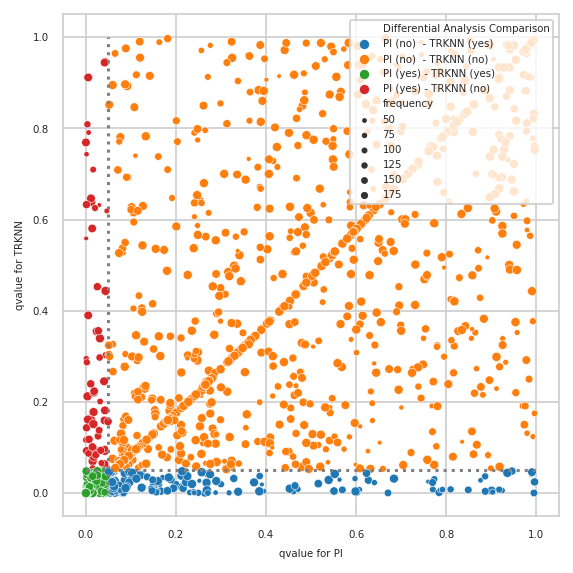 Differential Analysis Comparison
PI (no)  - TRKNN (yes)
PI (no)  - TRKNN (no)
PI (yes) - TRKNN (yes)
PI (yes) - TRKNN (no)
frequency
50
75
100
125
150
175
1.0
0.8
0.6
0.4
0.2
0.0
qvalue for TRKNN
0.0 0.2 0.4 0.6 0.8 1.0
qvalue for PI